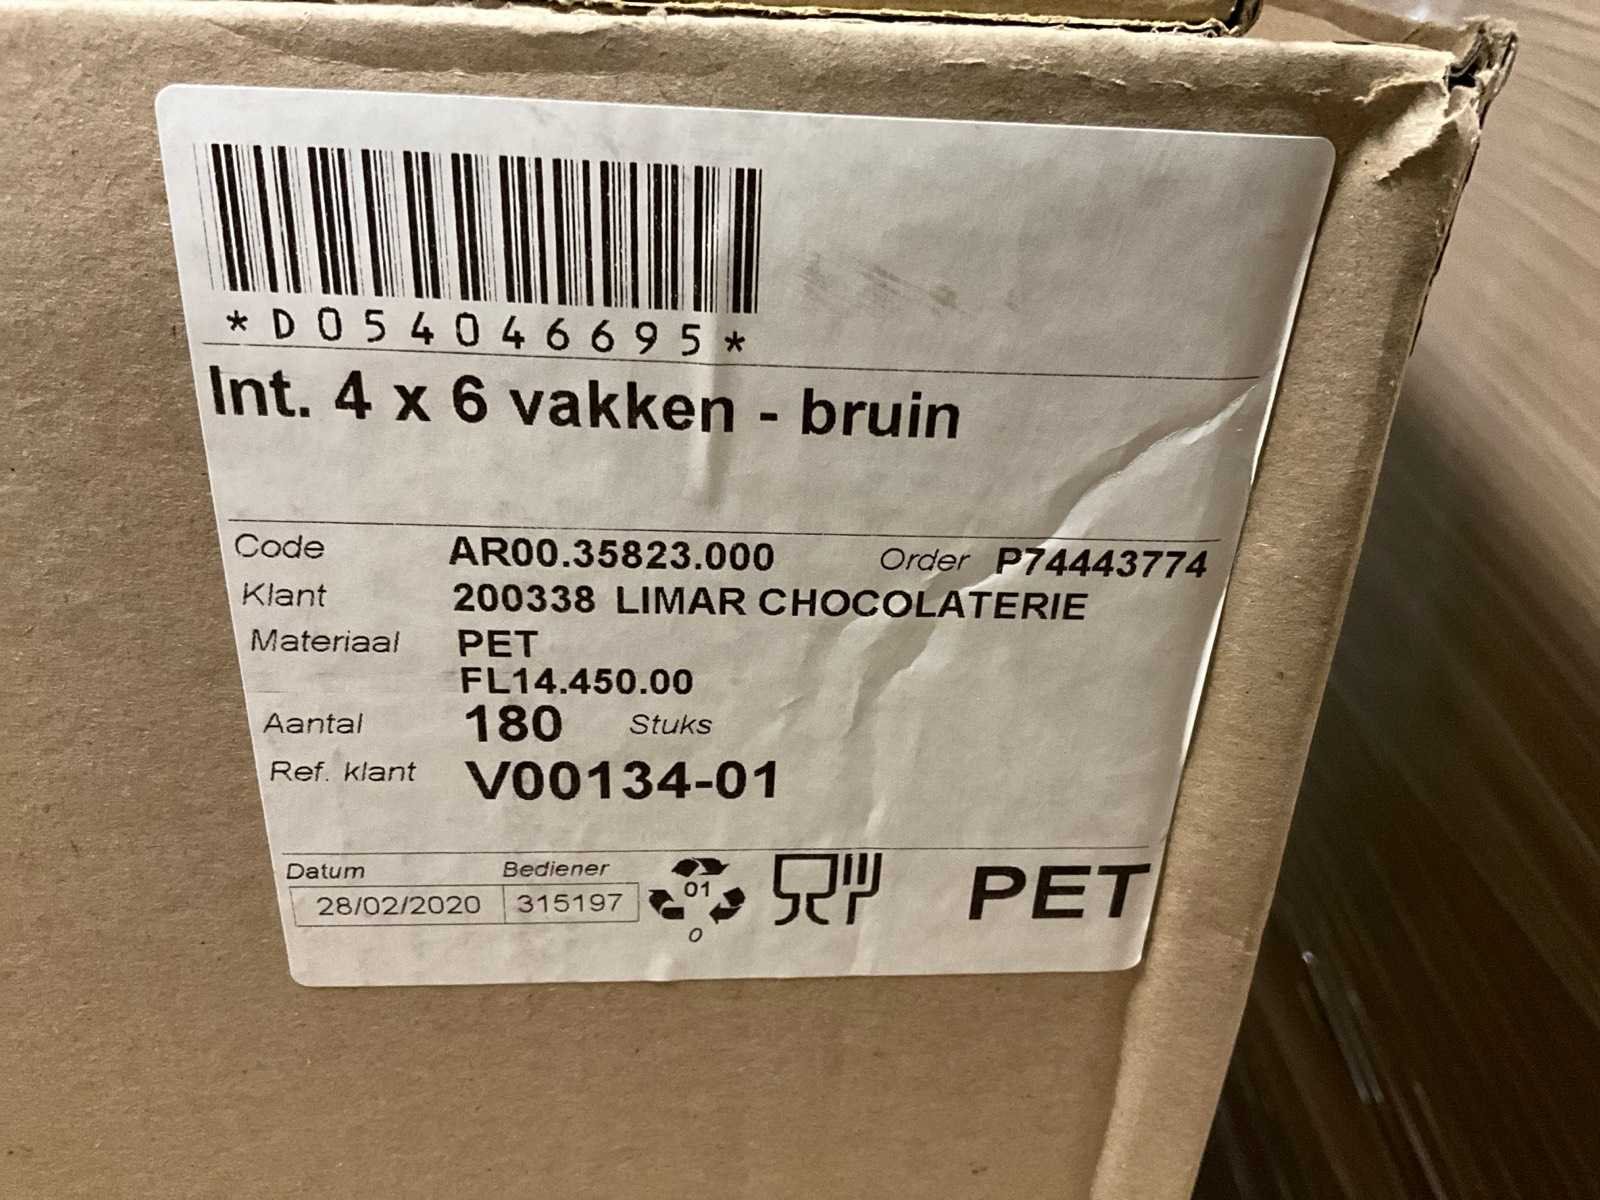 *D054046695*
Int. 4 x 6 vakken - bruin
Code AR00.35823.000 Order P74443774
Klant 200338 LIMAR CHOCOLATERIE
Materiaal PET
FL14.450.00
Aantal 180 Stuks
Ref. klant V00134-01
Datum Bediener
28/02/2020 315197 01 PET
0